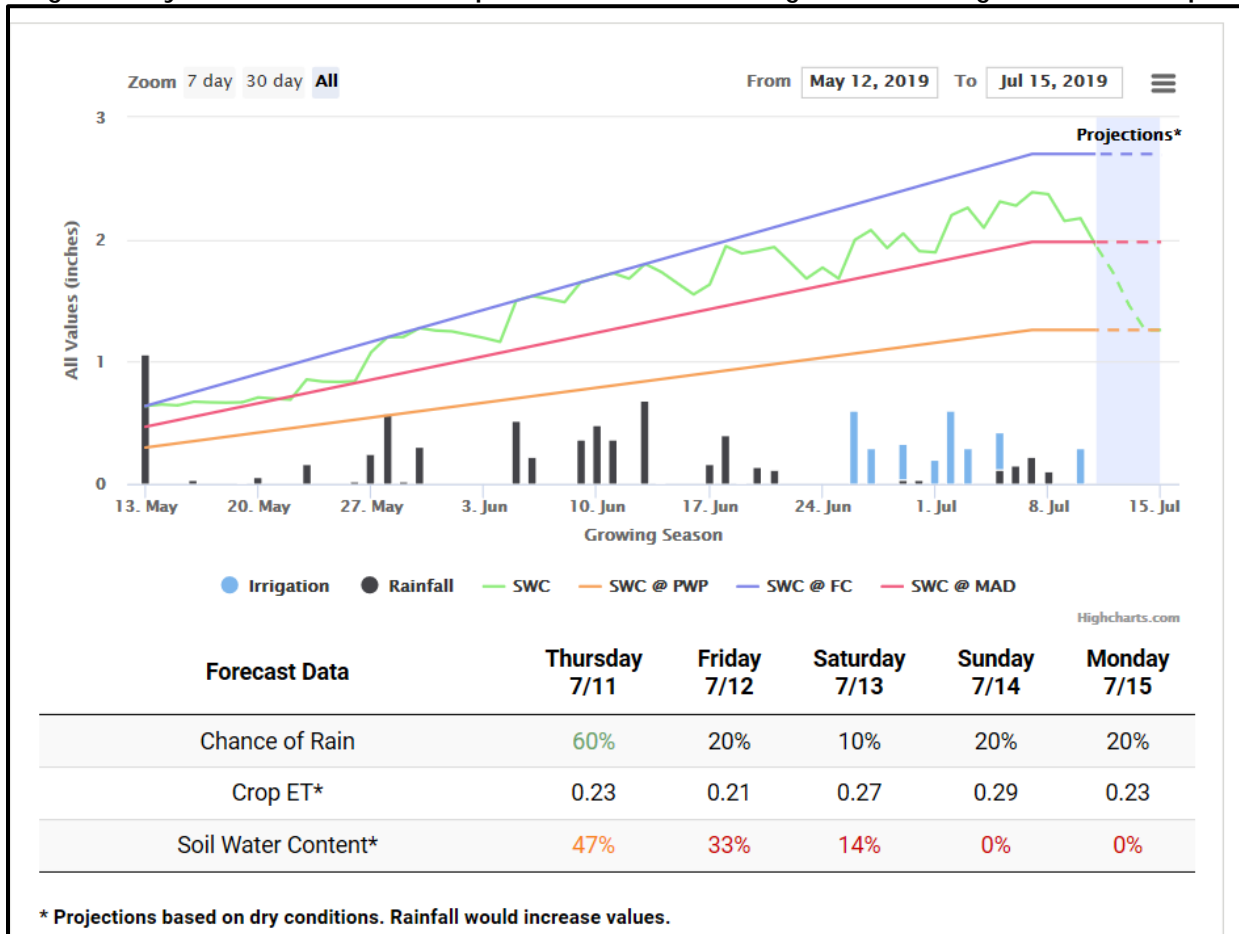 Zoom 7 day 30 day All From May 12, 2019 To Jul 15, 2019
3
Projections*
2
1
0
All Values (inches)
13. May 20. May 27. May 3. Jun 10. Jun 17. Jun 24. Jun 1. Jul 8. Jul 15. Jul
Growing Season
Irrigation Rainfall SWC SWC @ PWP SWC @ FC SWC @ MAD
Highcharts.com
Forecast Data Thursday 7/11 Friday 7/12 Saturday 7/13 Sunday 7/14 Monday 7/15
Chance of Rain 60% 20% 10% 20% 20%
Crop ET* 0.23 0.21 0.27 0.29 0.23
Soil Water Content* 47% 33% 14% 0% 0%
* Projections based on dry conditions. Rainfall would increase values.